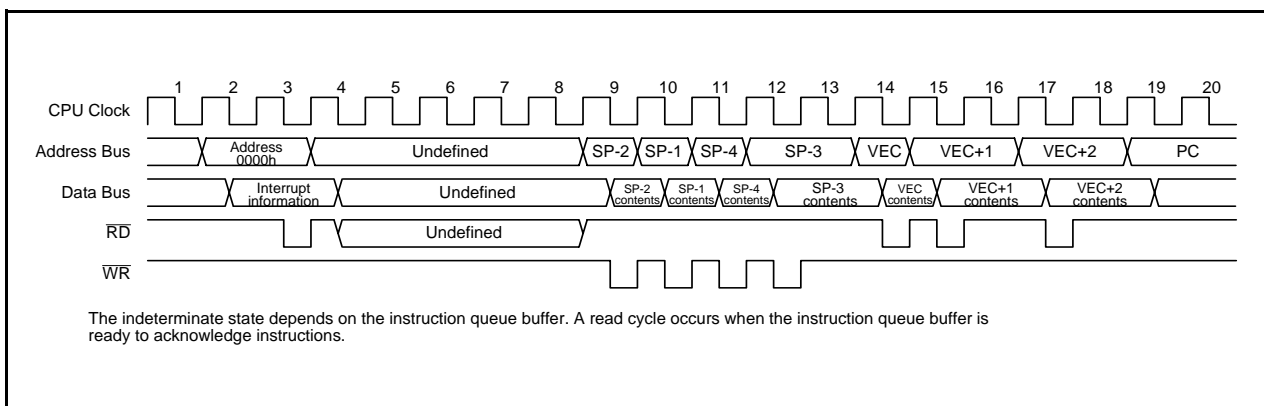 1 2 3 4 5 6 7 8 9 10 11 12 13 14 15 16 17 18 19 20
CPU Clock
Address Bus
Address
0000h
Undefined
SP-2
SP-1
SP-4
SP-3
VEC
VEC+1
VEC+2
PC
Data Bus
Interrupt
information
Undefined
SP-2
contents
SP-1
contents
SP-4
contents
SP-3
contents
VEC
contents
VEC+1
contents
VEC+2
contents
RD
Undefined
WR
The indeterminate state depends on the instruction queue buffer. A read cycle occurs when the instruction queue buffer is
ready to acknowledge instructions.